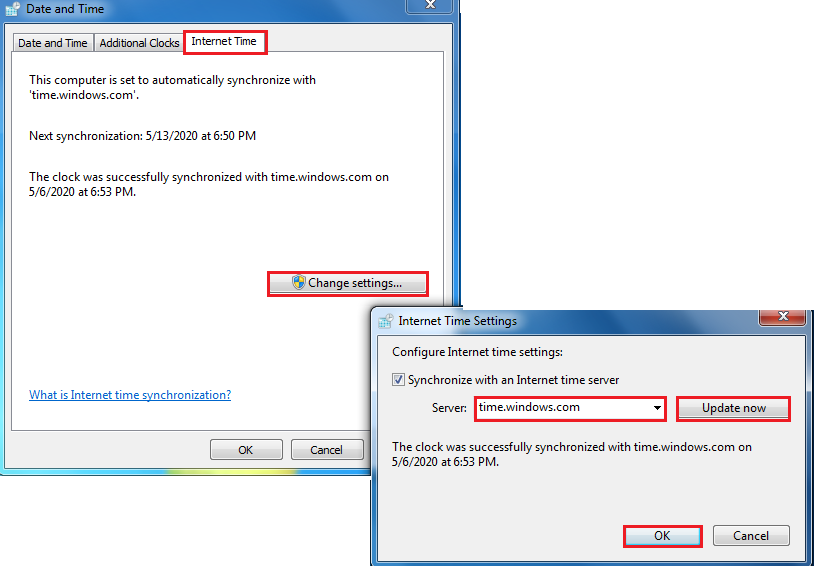 Date and Time
Date and Time
Additional Clocks
Internet Time
This computer is set to automatically synchronize with
'time.windows.com'.
Next synchronization: 5/13/2020 at 6:50 PM
The clock was successfully synchronized with time.windows.com on
5/6/2020 at 6:53 PM.
Change settings...
What is Internet time synchronization?
OK
Cancel
Internet Time Settings
Configure Internet time settings:
Synchronize with an Internet time server
Server:
time.windows.com
Update now
The clock was successfully synchronized with time.windows.com on
5/6/2020 at 6:53 PM.
OK
Cancel